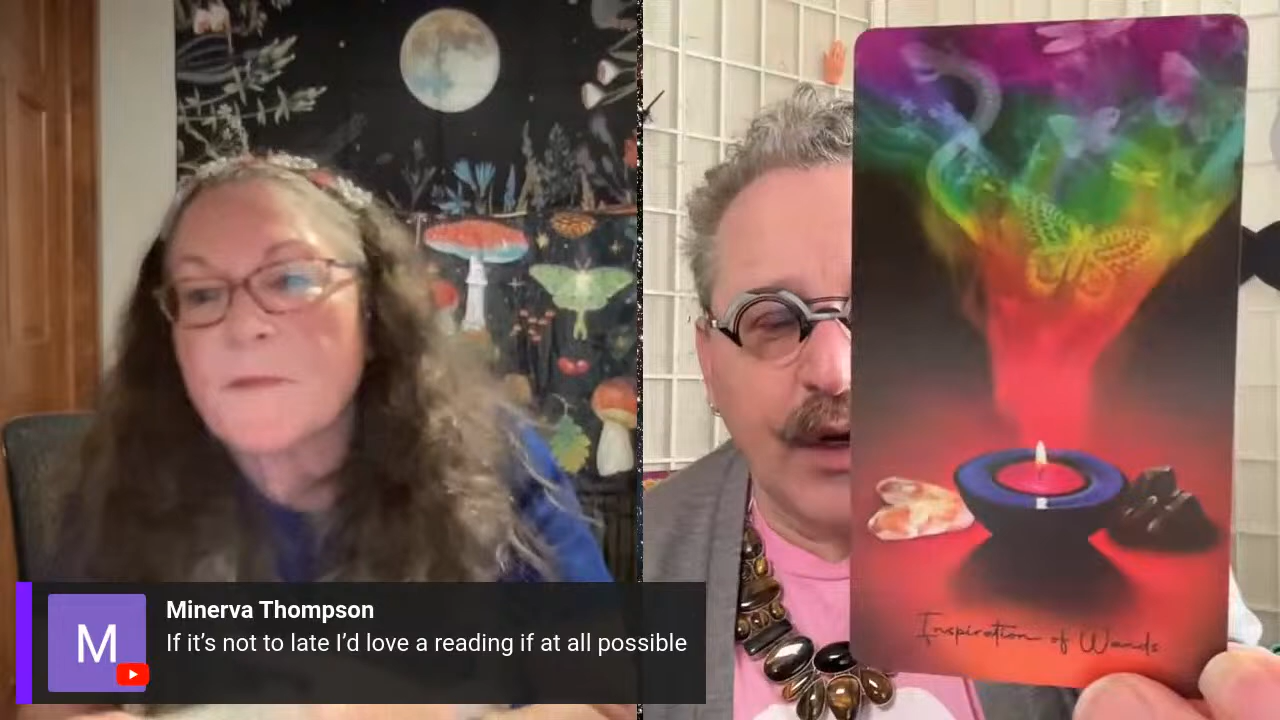 Inspiration of Wands
M
Minerva Thompson
If it’s not to late I’d love a reading if at all possible